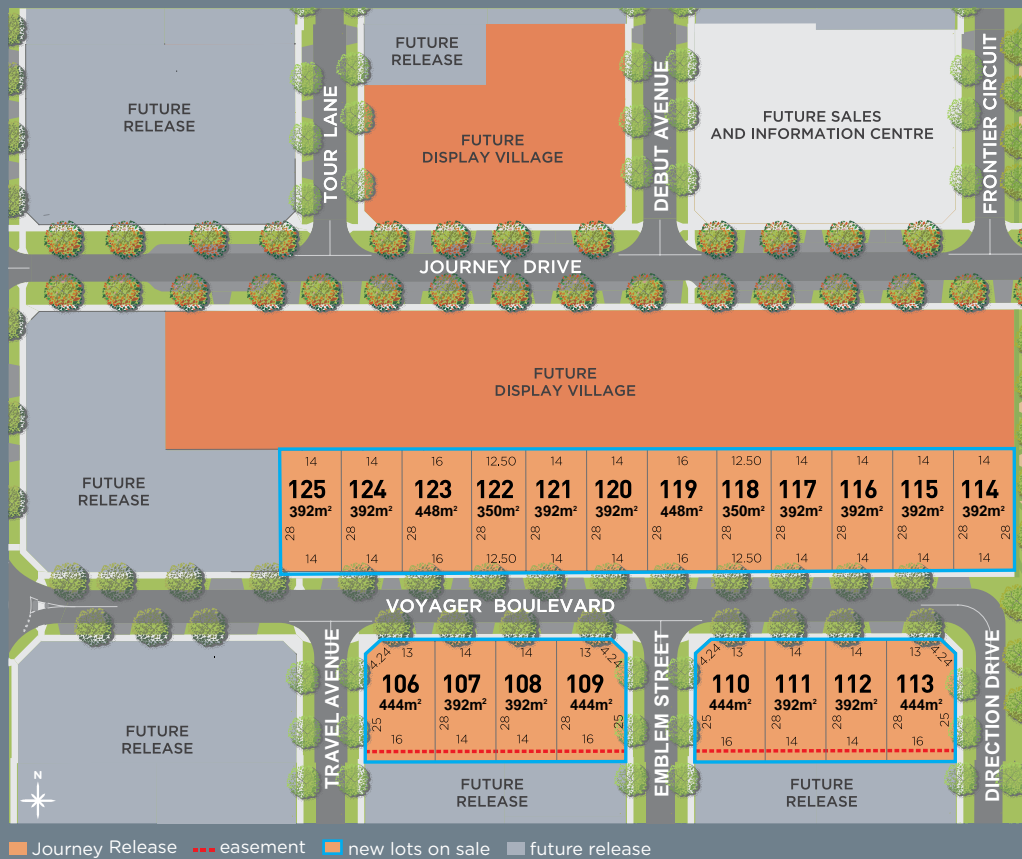 FUTURE
RELEASE
FUTURE
RELEASE
FUTURE
DISPLAY VILLAGE
FUTURE SALES
AND INFORMATION CENTRE
TOUR LANE
DEBUT AVENUE
FRONTIER CIRCUIT
JOURNEY DRIVE
FUTURE
DISPLAY VILLAGE
FUTURE
RELEASE
14 14 16 12.50 14 14 16 12.50 14 14 14 14
125 124 123 122 121 120 119 118 117 116 115 114
392m² 392m² 448m² 350m² 392m² 392m² 448m² 350m² 392m² 392m² 392m² 392m²
28 28 28 28 28 28 28 28 28 28 28 28 28
14 14 16 12.50 14 14 16 12.50 14 14 14 14
VOYAGER BOULEVARD
TRAVEL AVENUE
EMBLEM STREET
DIRECTION DRIVE
4.24 13 14 14 13 4.24
106 107 108 109
444m² 392m² 392m² 444m²
25 28 28 28 25
16 14 14 16
4.24 13 14 14 13 4.24
110 111 112 113
444m² 392m² 392m² 444m²
25 28 28 28 25
16 14 14 16
FUTURE
RELEASE
FUTURE
RELEASE
FUTURE
RELEASE
N
Journey Release easement new lots on sale future release